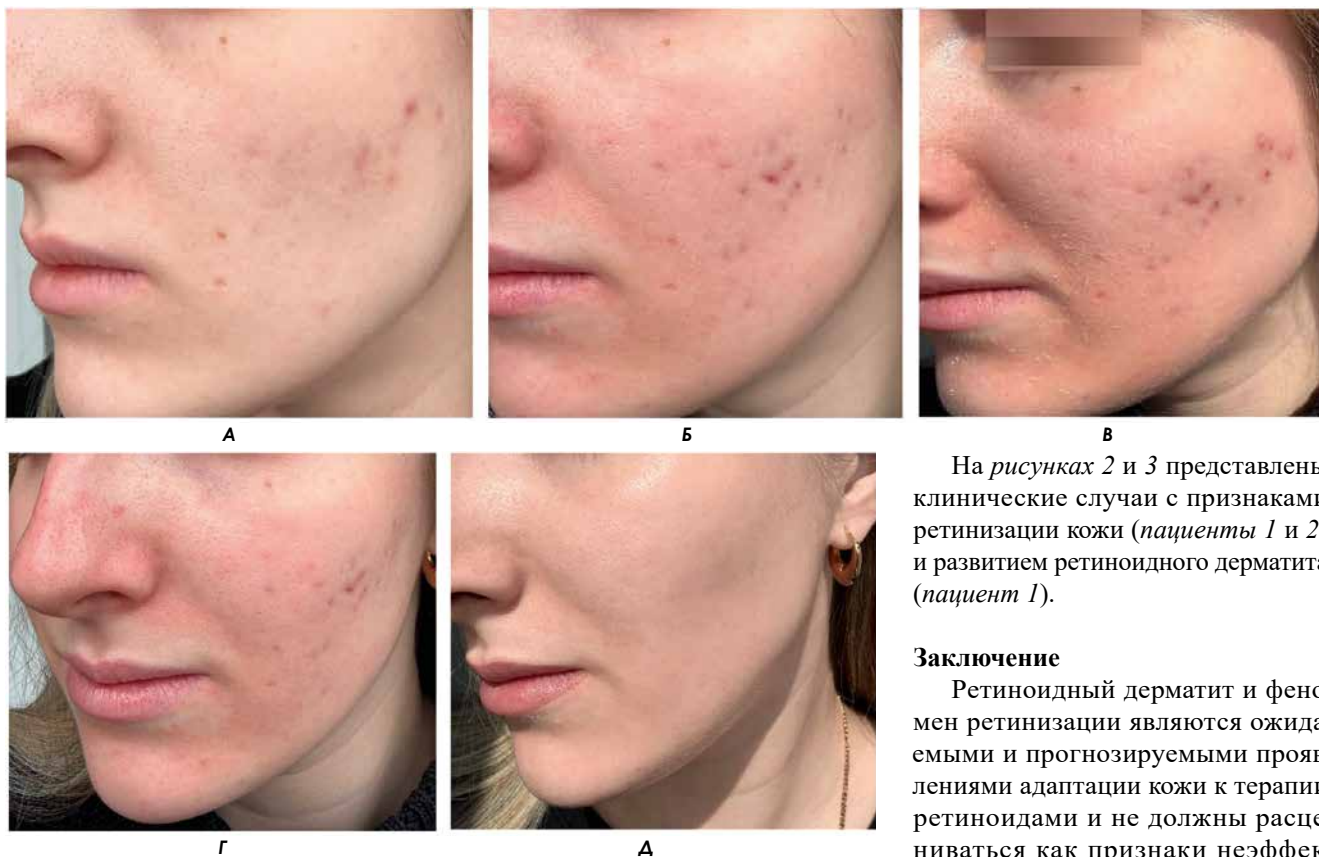 А
Б
В
Г
Д
На рисунках 2 и 3 представлены
клинические случаи с признаками
ретинизации кожи (пациенты 1 и 2)
и развитием ретиноидного дерматита
(пациент 1).
Заключение
Ретиноидный дерматит и фено
мен ретинизации являются ожида
емыми и прогнозируемыми прояв
лениями адаптации кожи к терапии
ретиноидами и не должны расце
ниваться как признаки неэффек